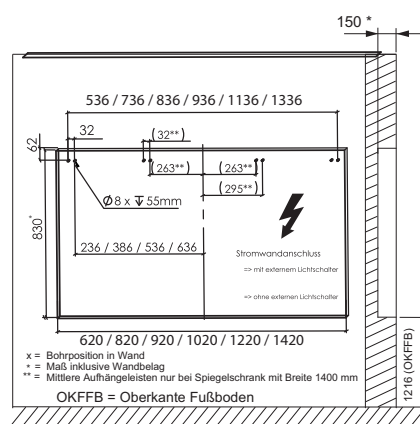 150 *
536 / 736 / 836 / 936 / 1136 / 1336
62
32
(32**)
(263**)
(263**)
(295**)
Ø8 x ↧ 55mm
830*
236 / 386 / 536 / 636
Stromwandanschluss
=> mit externem Lichtschalter
=> ohne externen Lichtschalter
620 / 820 / 920 / 1020 / 1220 / 1420
x = Bohrposition in Wand
* = Maß inklusive Wandbelag
** = Mittlere Aufhängeleisten nur bei Spiegelschrank mit Breite 1400 mm
OKFFB = Oberkante Fußboden
1216 (OKFFB)